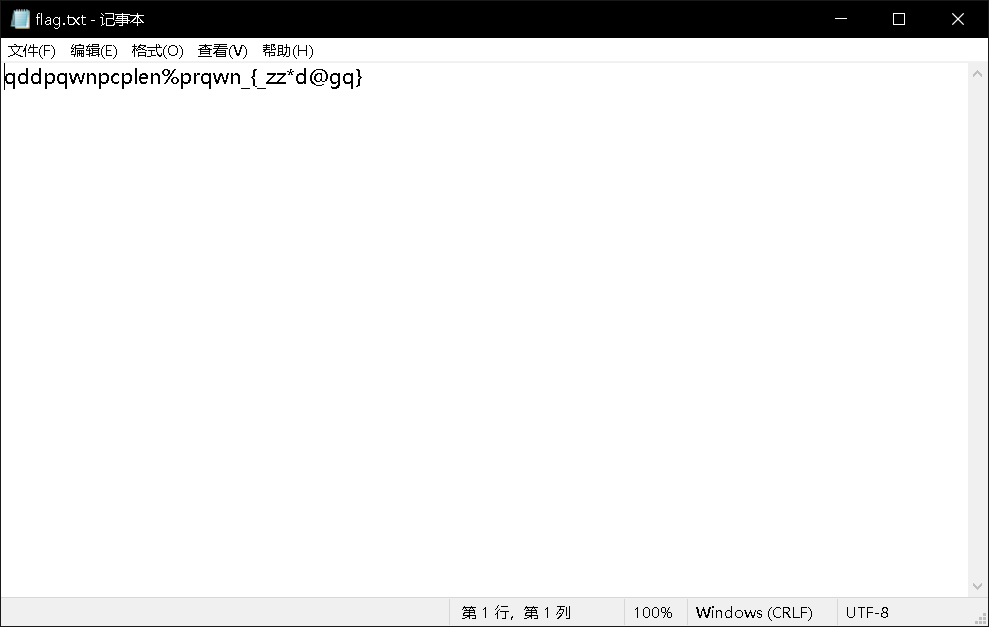 flag.txt - 记事本
文件(F) 编辑(E) 格式(O) 查看(V) 帮助(H)
qddpqwnpcplen%prqwn_{_zz*d@gq}
第 1 行，第 1 列 100% Windows (CRLF) UTF-8